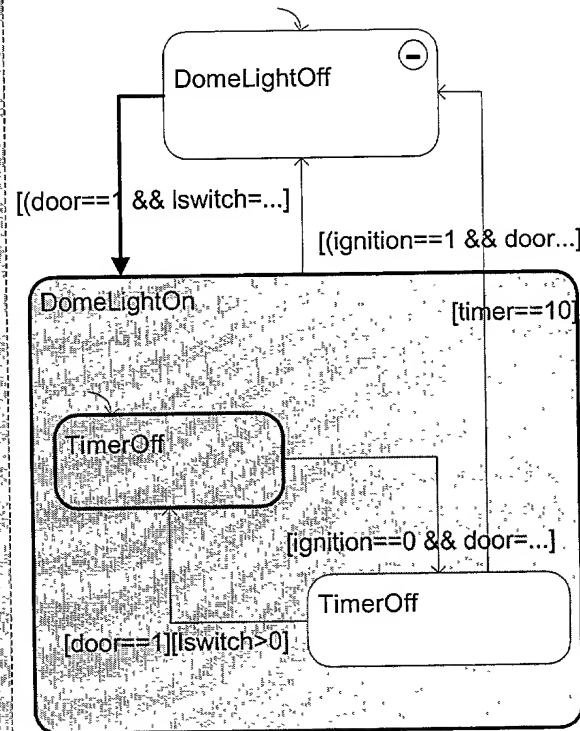 DomeLightOff
[(door==1 && lswitch=...]
[(ignition==1 && door...]
DomeLightOn
[timer==10]
TimerOff
[ignition==0 && door=...]
TimerOff
[door==1][lswitch>0]